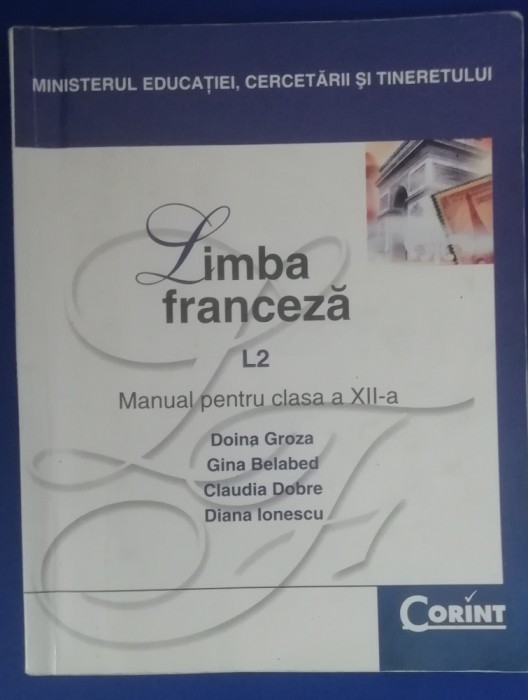 MINISTERUL EDUCAȚIEI, CERCETĂRII ȘI TINERETULUI
Limba
franceză
L2
Manual pentru clasa a XII-a
Doina Groza
Gina Belabed
Claudia Dobre
Diana Ionescu
CORINT